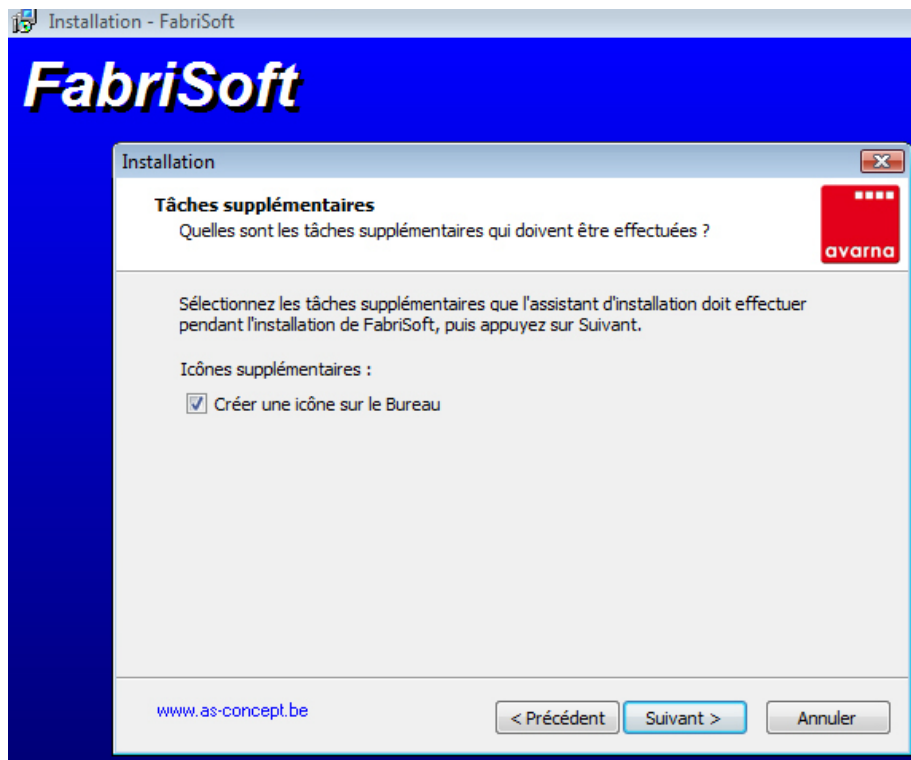 Installation - FabriSoft
FabriSoft
Installation
Tâches supplémentaires
Quelles sont les tâches supplémentaires qui doivent être effectuées ?
avarna
Sélectionnez les tâches supplémentaires que l'assistant d'installation doit effectuer
pendant l'installation de FabriSoft, puis appuyez sur Suivant.
Icônes supplémentaires :
Créer une icône sur le Bureau
www.as-concept.be
< Précédent
Suivant >
Annuler